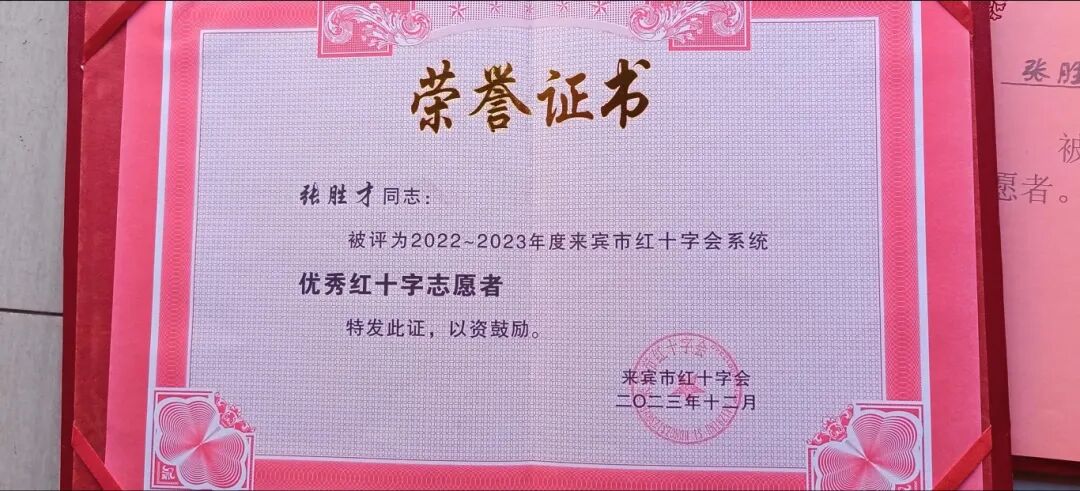 荣誉证书
张胜才同志：
被评为2022~2023年度来宾市红十字会系统
优秀红十字志愿者
特发此证，以资鼓励。
来宾市红十字会
二〇二三年十二月
张胜
被
愿者。